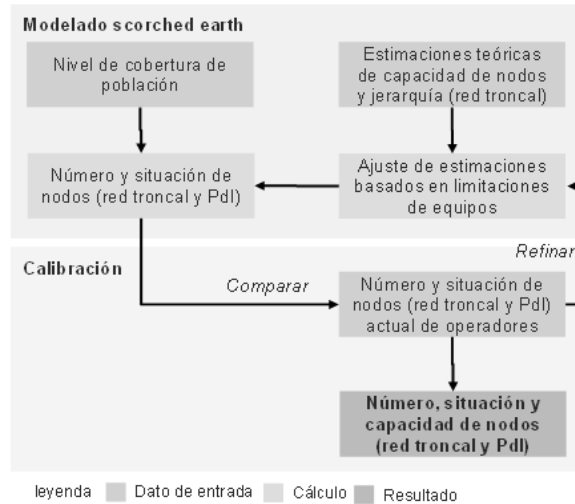 Modelado scorched earth
Nivel de cobertura de
población
Estimaciones teóricas
de capacidad de nodos
y jerarquía (red troncal)
Número y situación de
nodos (red troncal y PdI)
Ajuste de estimaciones
basados en limitaciones
de equipos
Refinar
Calibración
Comparar
Número y situación de
nodos (red troncal y PdI)
actual de operadores
Número, situación y
capacidad de nodos
(red troncal y PdI)
leyenda
Dato de entrada
Cálculo
Resultado